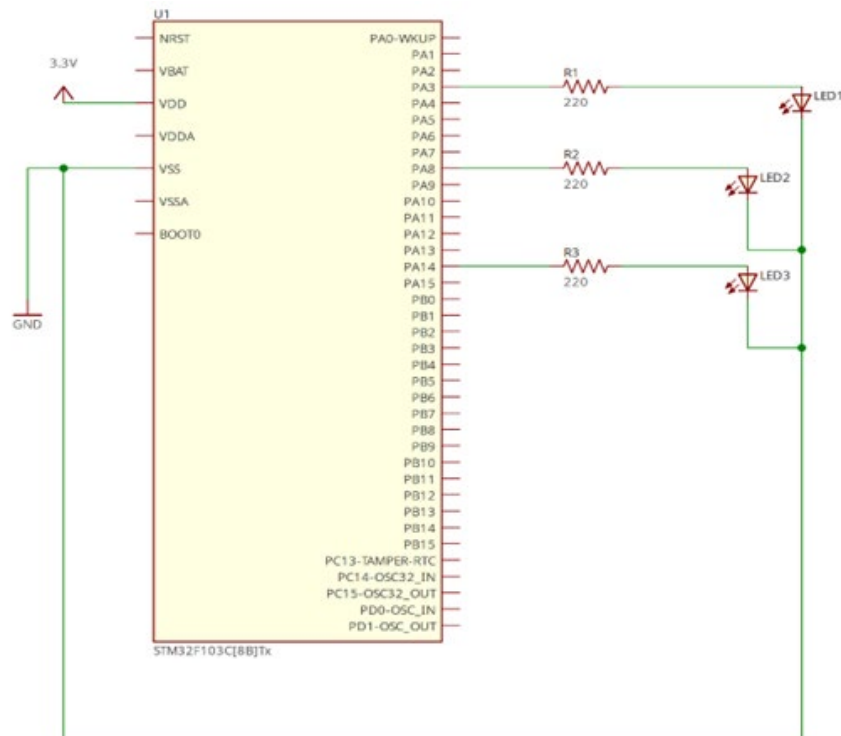 U1
NRST
VBAT
3.3V
VDD
VDDA
VSS
VSSA
BOOT0
GND
PA0-WKUP
PA1
PA2
PA3
PA4
PA5
PA6
PA7
PA8
PA9
PA10
PA11
PA12
PA13
PA14
PA15
PB0
PB1
PB2
PB3
PB4
PB5
PB6
PB7
PB8
PB9
PB10
PB11
PB12
PB13
PB14
PB15
PC13-TAMPER-RTC
PC14-OSC32_IN
PC15-OSC32_OUT
PD0-OSC_IN
PD1-OSC_OUT
STM32F103C[8B]Tx
R1
220
LED1
R2
220
LED2
R3
220
LED3